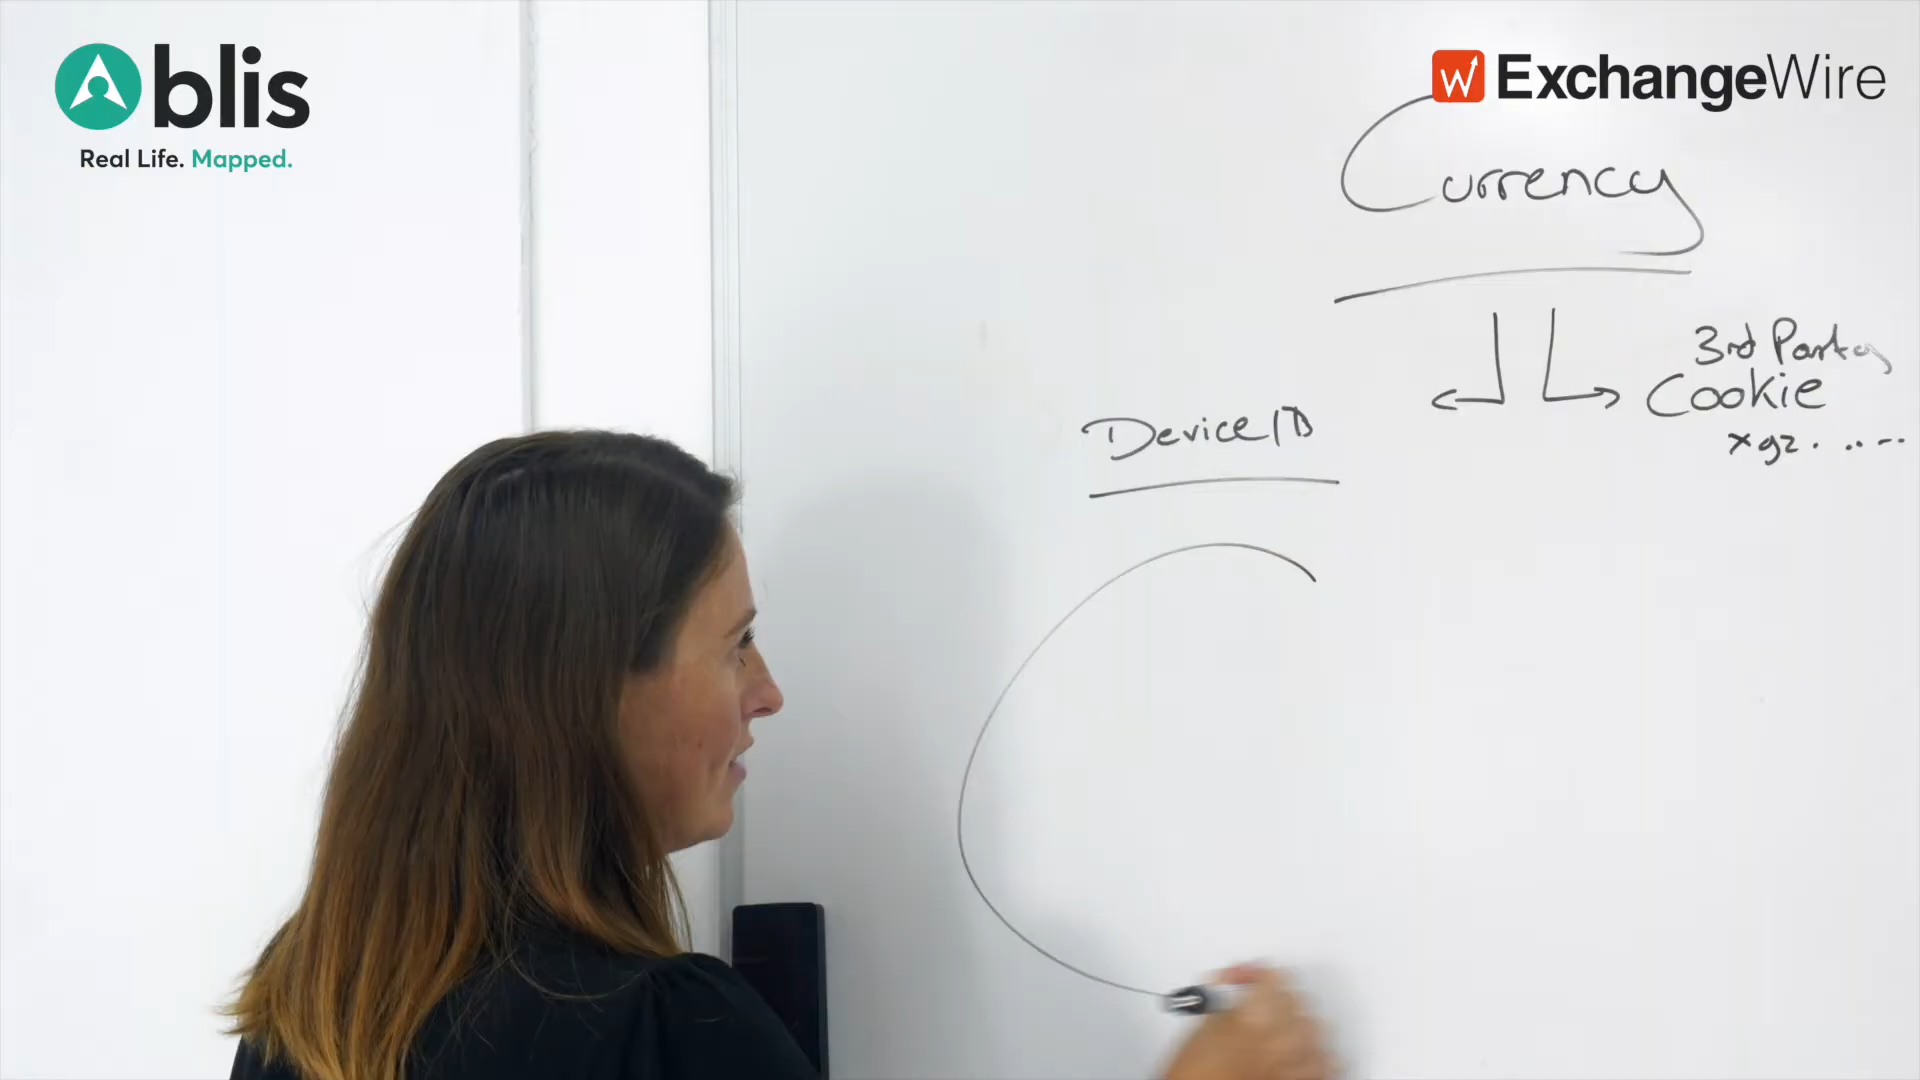 blis
Real Life. Mapped.
ExchangeWire
Currency
3rd Party
Cookie
xgz. .. --
Device ID